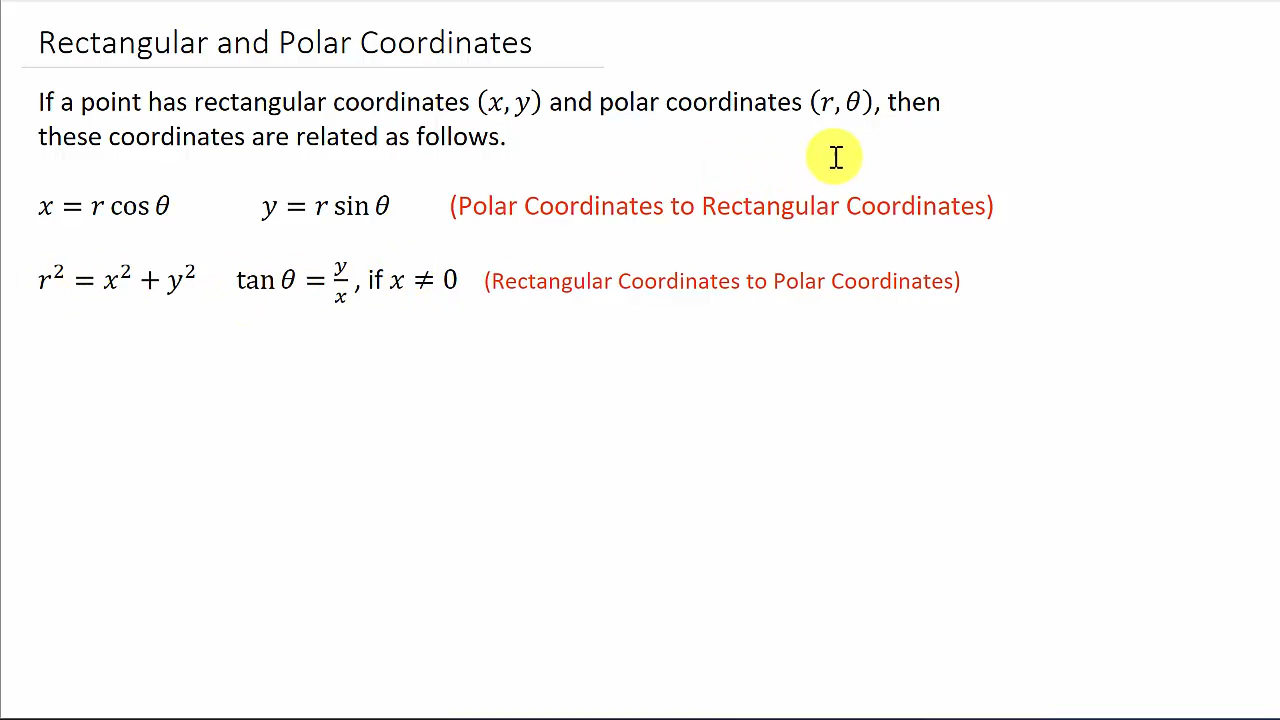 Rectangular and Polar Coordinates
If a point has rectangular coordinates (x, y) and polar coordinates (r, θ), then
these coordinates are related as follows.
x = r cos θ y = r sin θ (Polar Coordinates to Rectangular Coordinates)
r² = x² + y² tan θ = y/x, if x ≠ 0 (Rectangular Coordinates to Polar Coordinates)